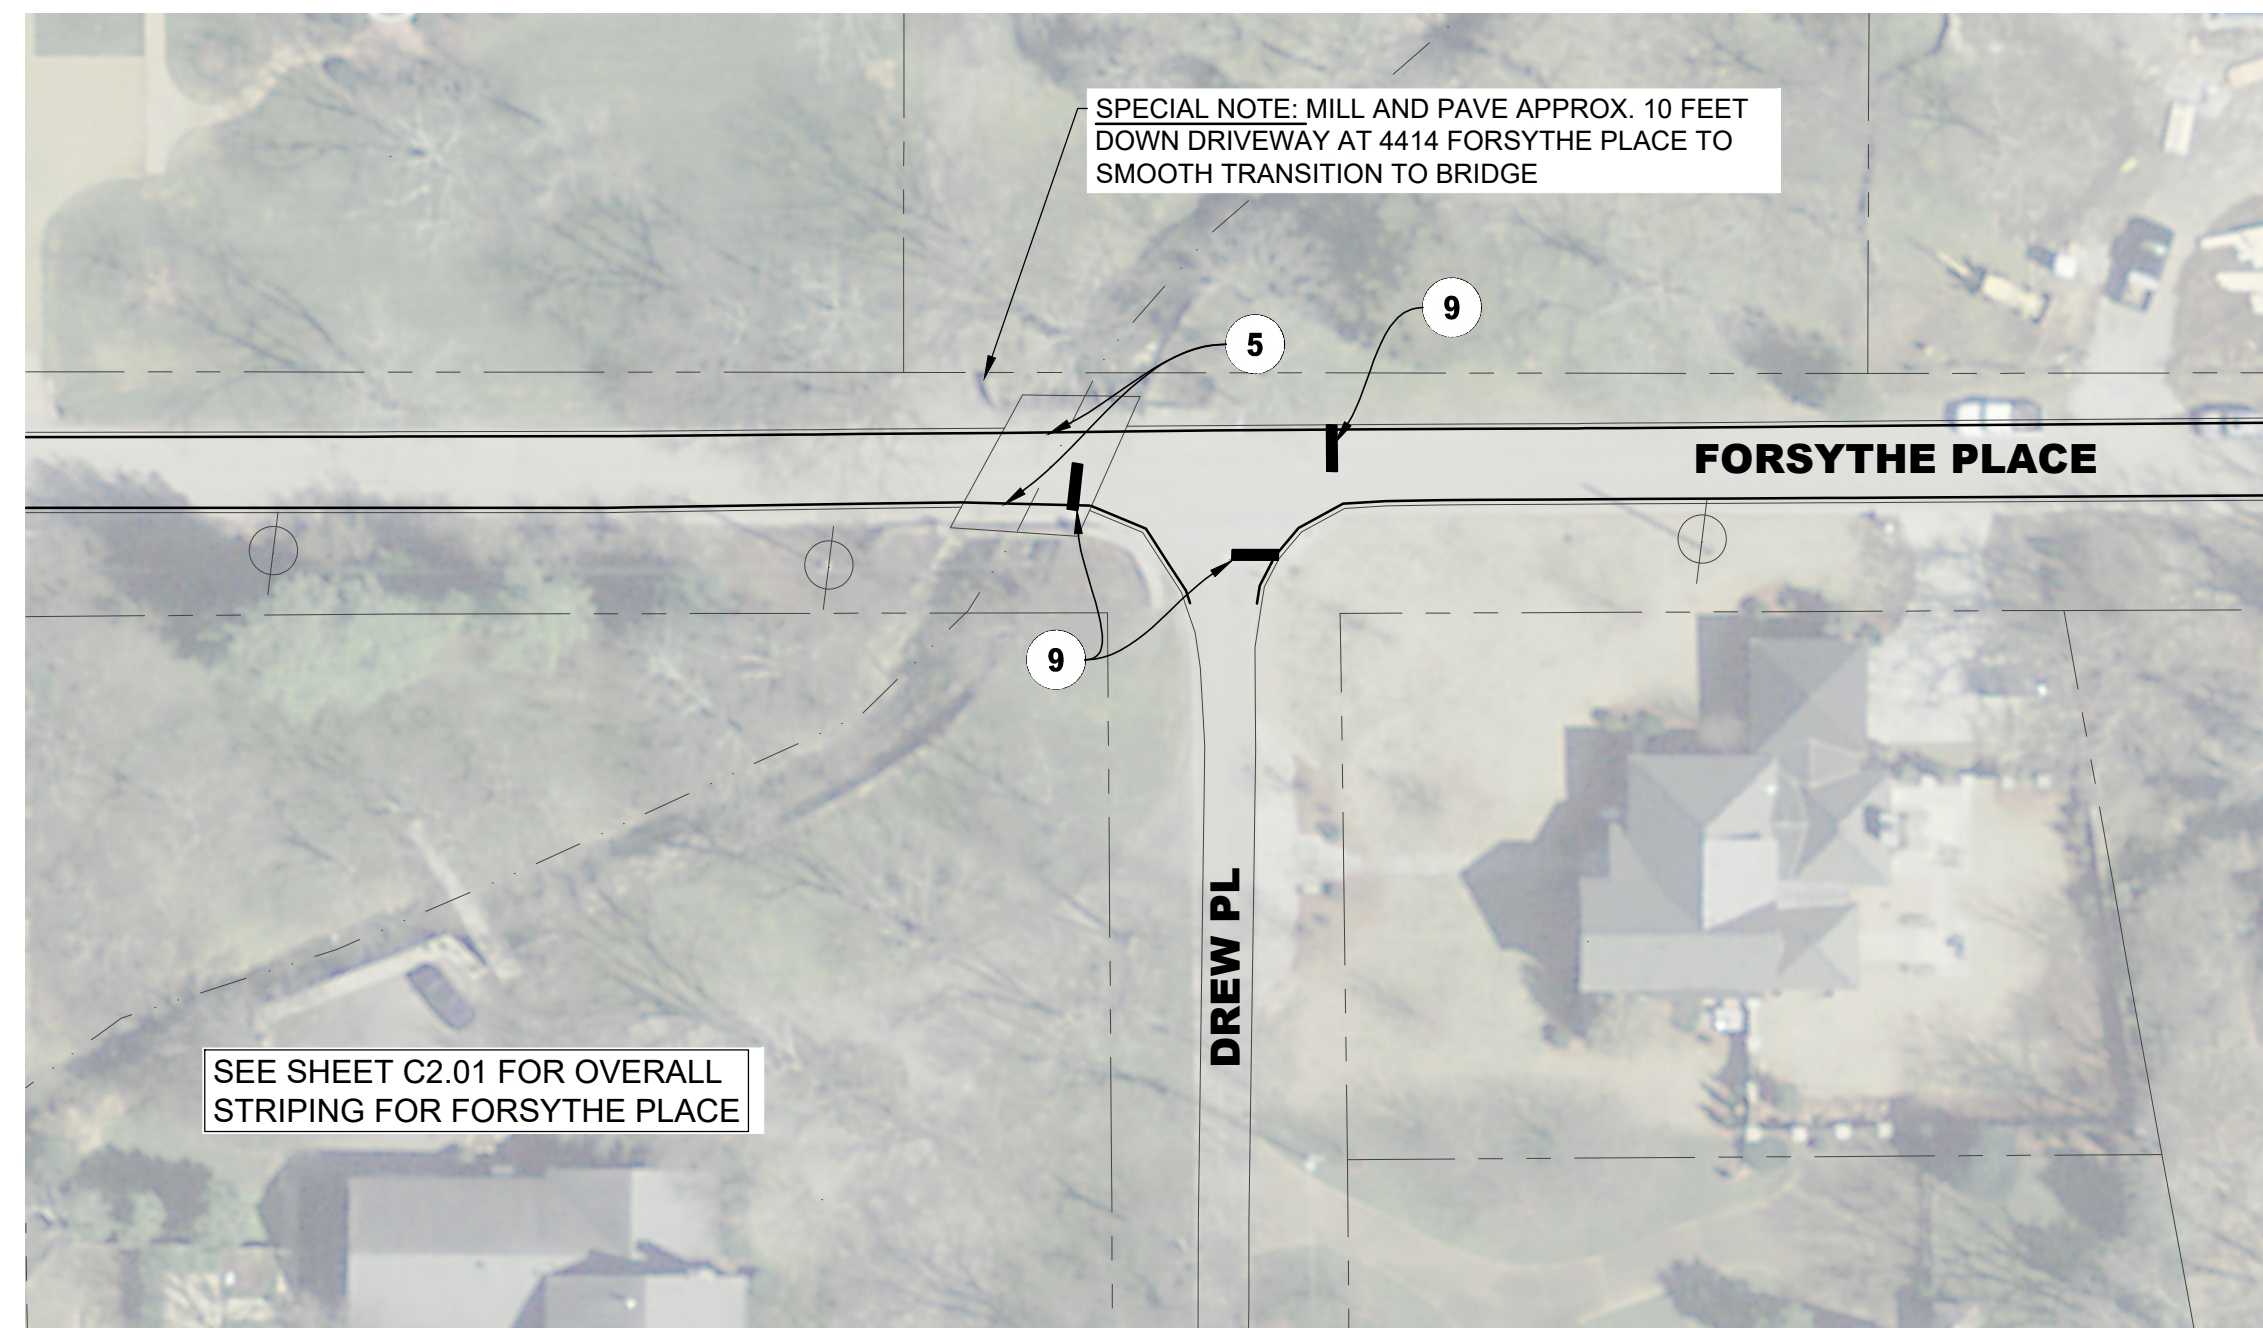 SPECIAL NOTE: MILL AND PAVE APPROX. 10 FEET
DOWN DRIVEWAY AT 4414 FORSYTHE PLACE TO
SMOOTH TRANSITION TO BRIDGE
9
5
FORSYTHE PLACE
9
DREW PL
SEE SHEET C2.01 FOR OVERALL
STRIPING FOR FORSYTHE PLACE